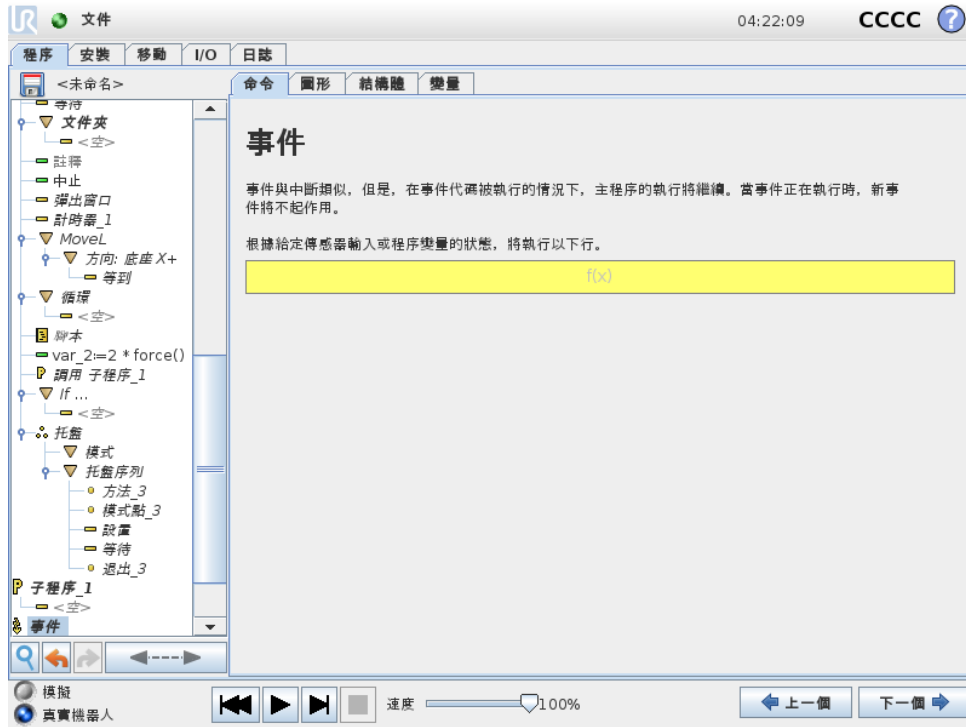 文件
04:22:09
CCCC
?
程序 安裝 移動 I/O 日誌
<未命名>
命令 圖形 結構體 變量
等待
文件夾
<空>
註釋
中止
彈出窗口
計時器_1
MoveL
方向: 底座 X+
等到
循環
<空>
腳本
var_2:=2 * force()
調用 子程序_1
If ...
<空>
托盤
模式
托盤序列
方法_3
模式點_3
設置
等待
退出_3
子程序_1
<空>
事件
事件
事件與中斷類似，但是，在事件代碼被執行的情況下，主程序的執行將繼續。當事件正在執行時，新事
件將不起作用。
根據給定傳感器輸入或程序變量的狀態，將執行以下行。
f(x)
模擬
真實機器人
速度
100%
上一個
下一個